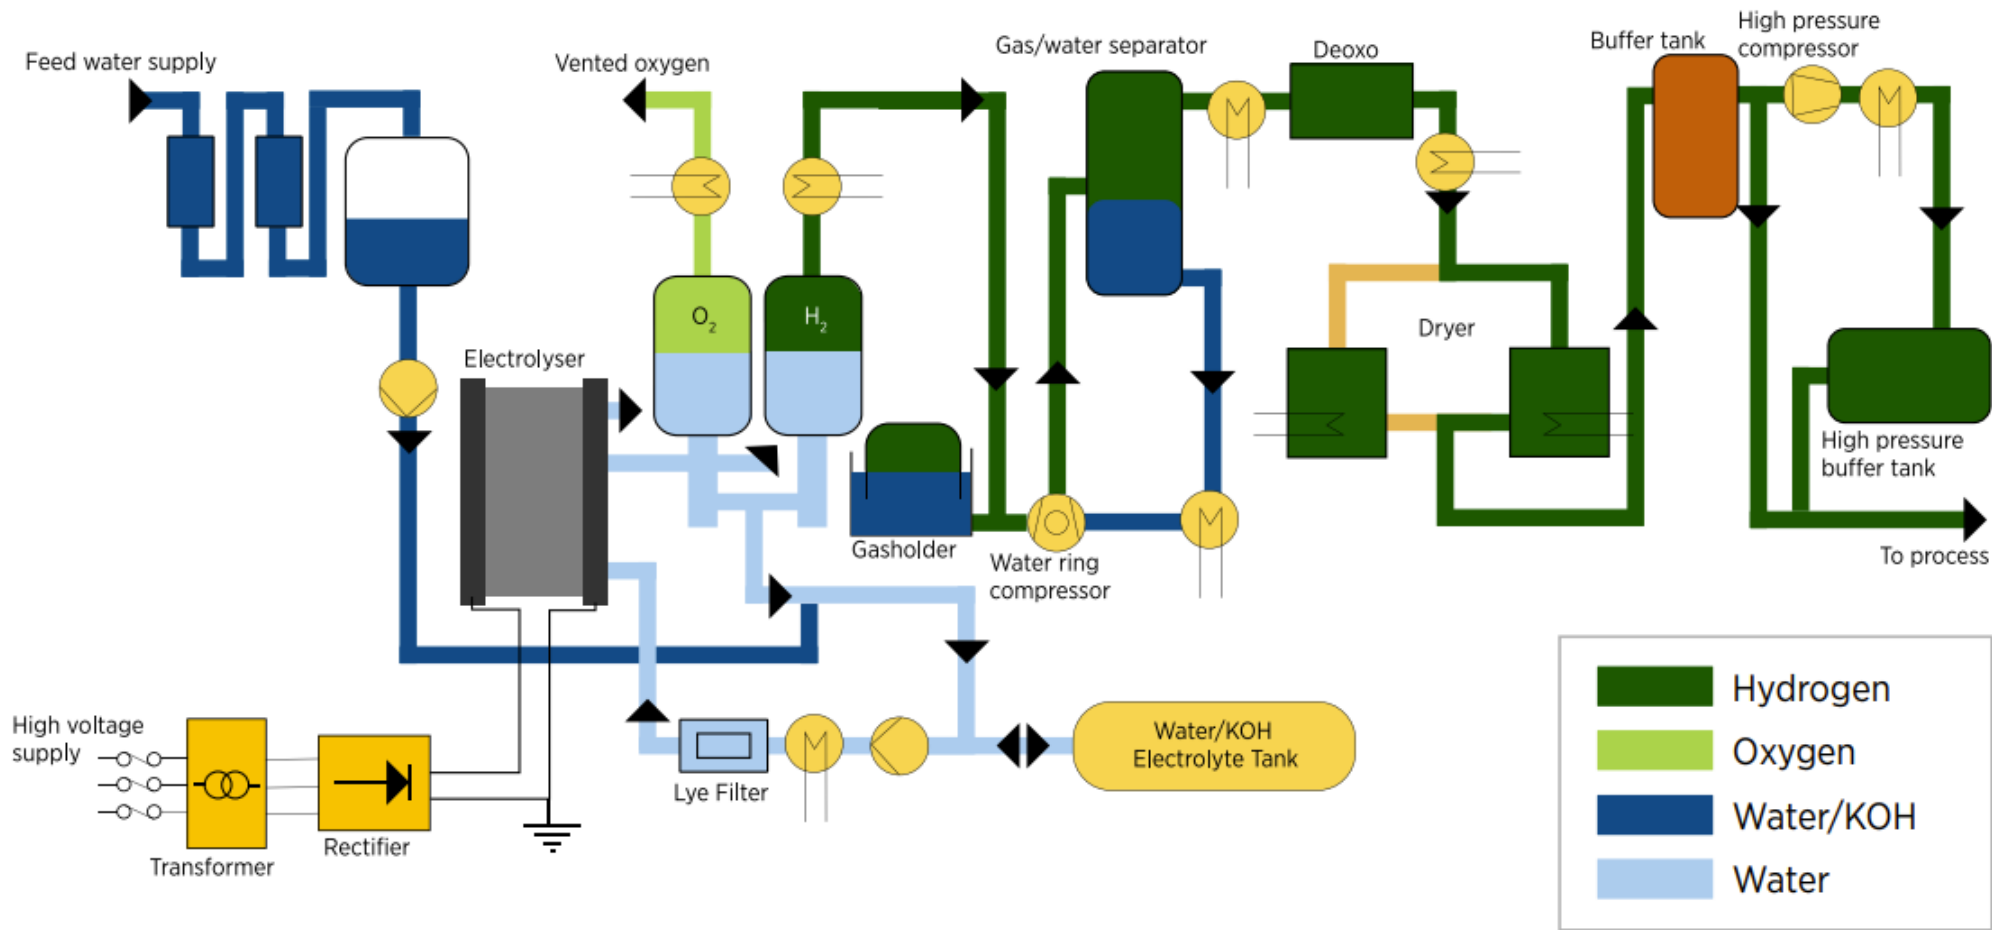 Feed water supply
Vented oxygen
Gas/water separator
Deoxo
Buffer tank
High pressure
compressor
O₂
H₂
Electrolyser
Dryer
High pressure
buffer tank
Gasholder
Water ring
compressor
To process
High voltage
supply
Transformer
Rectifier
Lye Filter
Water/KOH
Electrolyte Tank
Hydrogen
Oxygen
Water/KOH
Water